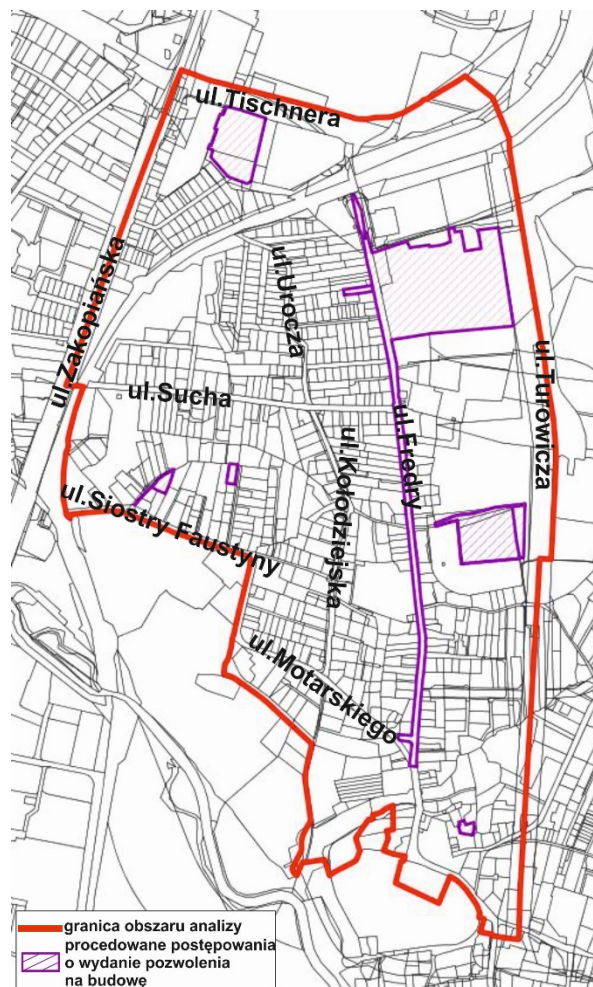 ul.Tischnera
ul.Zakopiańska
ul.Urocza
ul.Sucha
ul.Fredry
ul.Turowicza
ul.Kołodziejska
ul.Siostry Faustyny
ul.Motarskiego
granica obszaru analizy
procedowane postępowania
o wydanie pozwolenia
na budowę